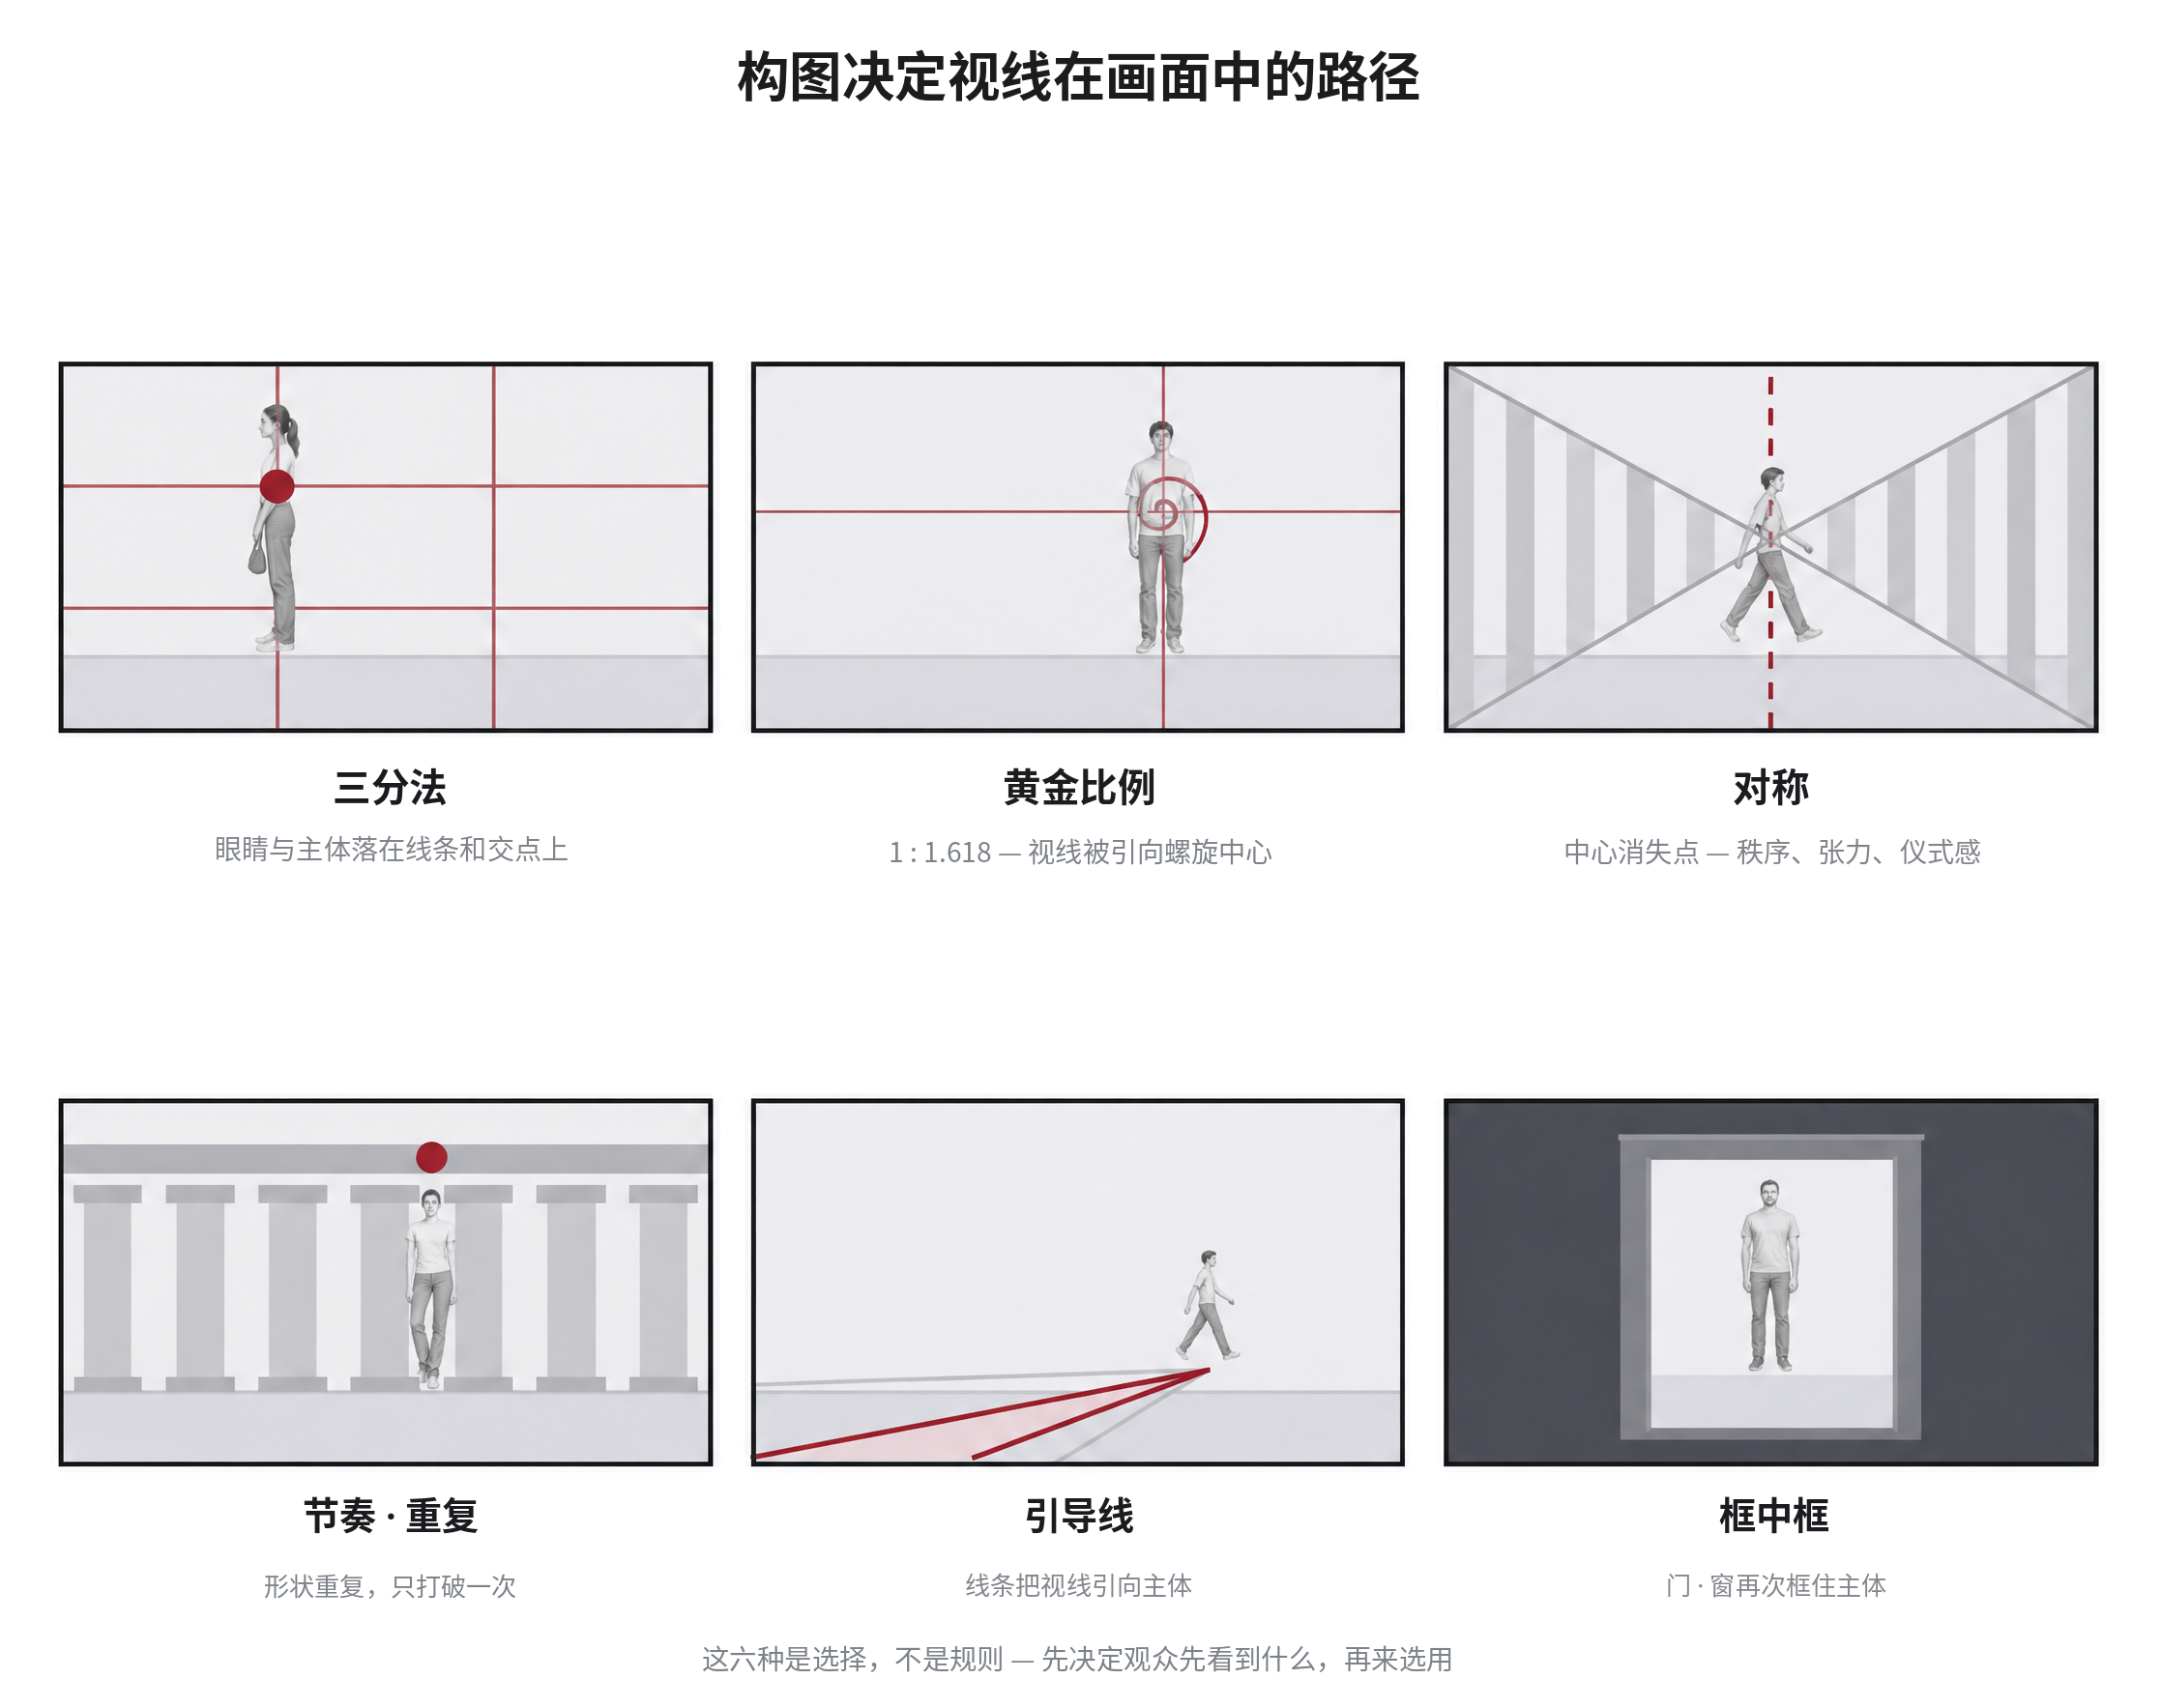 构图决定视线在画面中的路径
三分法
眼睛与主体落在线条和交点上
黄金比例
1 : 1.618 — 视线被引向螺旋中心
对称
中心消失点 — 秩序、张力、仪式感
节奏 · 重复
形状重复，只打破一次
引导线
线条把视线引向主体
框中框
门 · 窗再次框住主体
这六种是选择，不是规则 — 先决定观众先看到什么，再来选用